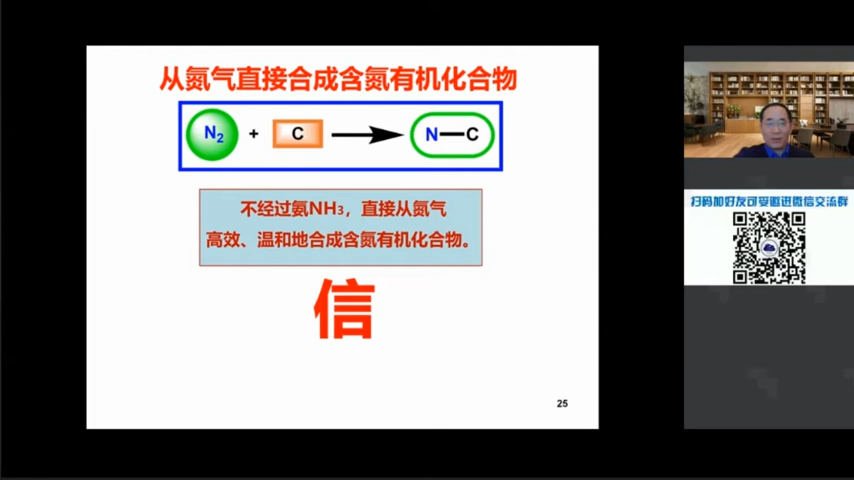 从氮气直接合成含氮有机化合物
N2 + C N—C
不经过氨NH3，直接从氮气
高效、温和地合成含氮有机化合物。
信
25
扫码加好友可受邀进微信交流群